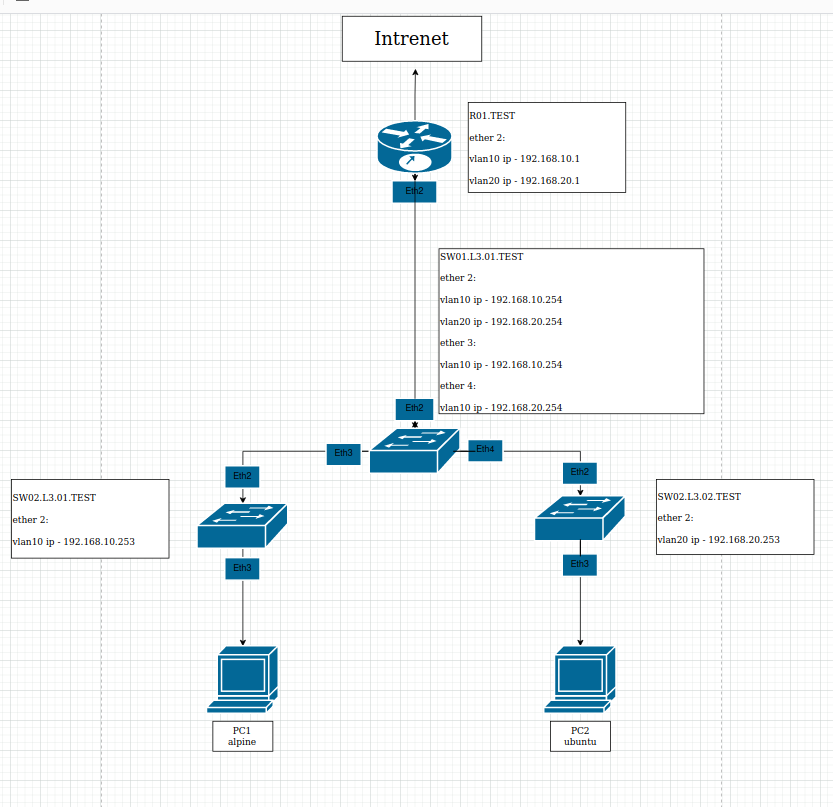 Intrenet
R01.TEST
ether 2:
vlan10 ip - 192.168.10.1
vlan20 ip - 192.168.20.1
Eth2
SW01.L3.01.TEST
ether 2:
vlan10 ip - 192.168.10.254
vlan20 ip - 192.168.20.254
ether 3:
vlan10 ip - 192.168.10.254
ether 4:
vlan10 ip - 192.168.20.254
Eth2
Eth3
Eth4
Eth2
Eth2
SW02.L3.01.TEST
ether 2:
vlan10 ip - 192.168.10.253
SW02.L3.02.TEST
ether 2:
vlan20 ip - 192.168.20.253
Eth3
Eth3
PC1
alpine
PC2
ubuntu